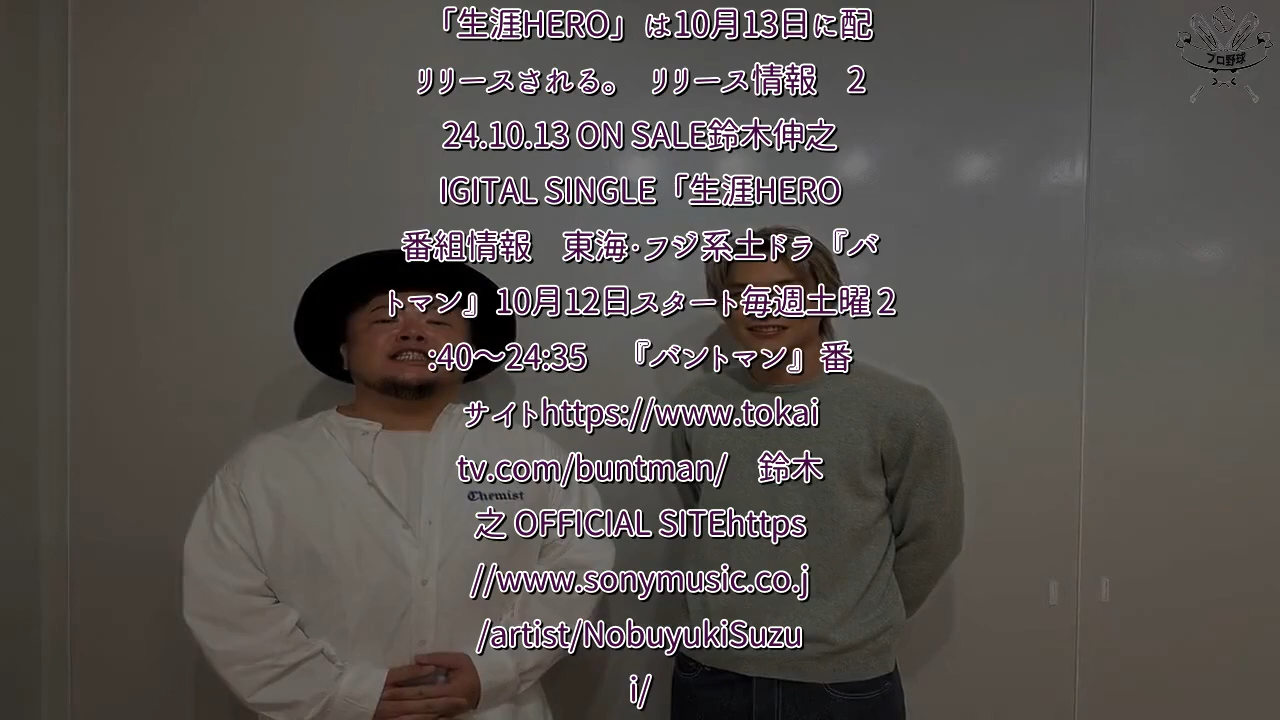 「生涯HERO」は10月13日に配
リリースされる。　リリース情報　2
24.10.13 ON SALE鈴木伸之
IGITAL SINGLE「生涯HERO
番組情報　東海・フジ系土ドラ『バ
トマン』10月12日スタート毎週土曜 2
:40～24:35　『バントマン』番
サイトhttps://www.tokai
tv.com/buntman/　鈴木
之 OFFICIAL SITEhttps
//www.sonymusic.co.j
/artist/NobuyukiSuzu
i/
プロ野球
Chemist